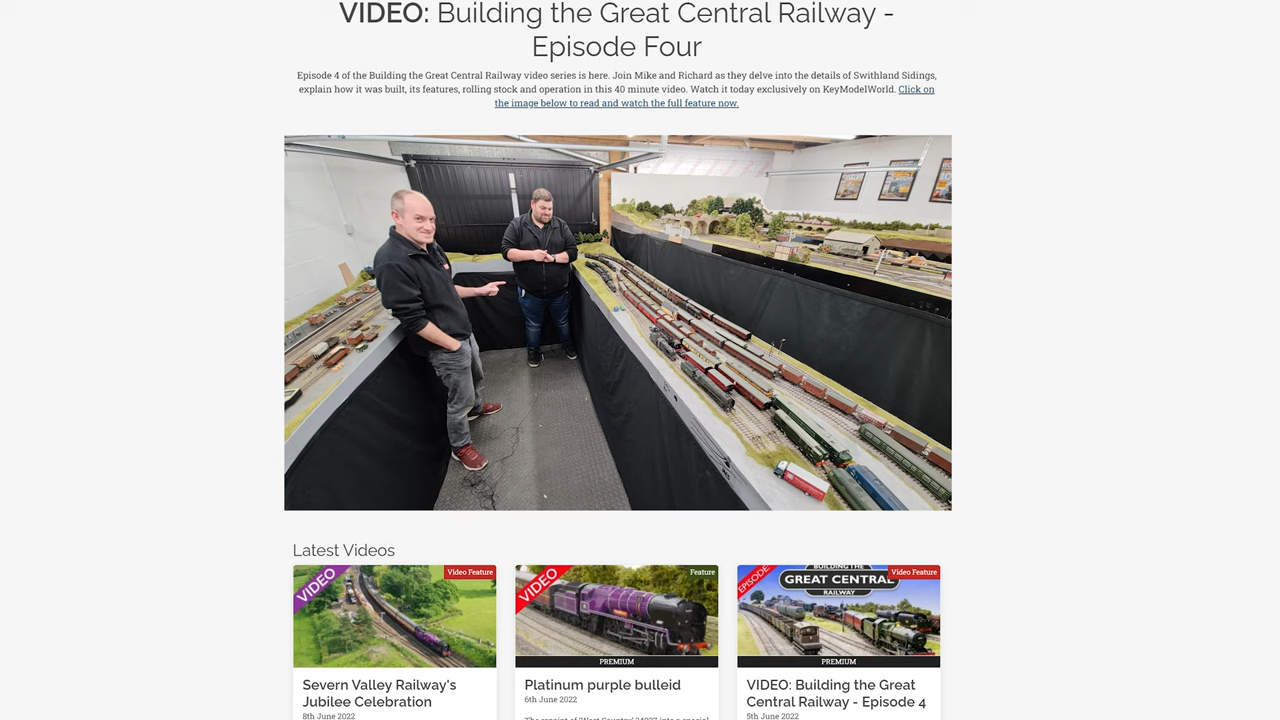 VIDEO: Building the Great Central Railway -
Episode Four
Episode 4 of the Building the Great Central Railway video series is here. Join Mike and Richard as they delve into the details of Swithland Sidings,
explain how it was built, its features, rolling stock and operation in this 40 minute video. Watch it today exclusively on KeyModelWorld. Click on
the image below to read and watch the full feature now.
Latest Videos
VIDEO
Video Feature
Severn Valley Railway's
Jubilee Celebration
8th June 2022
VIDEO
Feature
PREMIUM
Platinum purple bulleid
6th June 2022
EPISODE
BUILDING THE
GREAT CENTRAL
RAILWAY
Video Feature
PREMIUM
VIDEO: Building the Great
Central Railway - Episode 4
5th June 2022